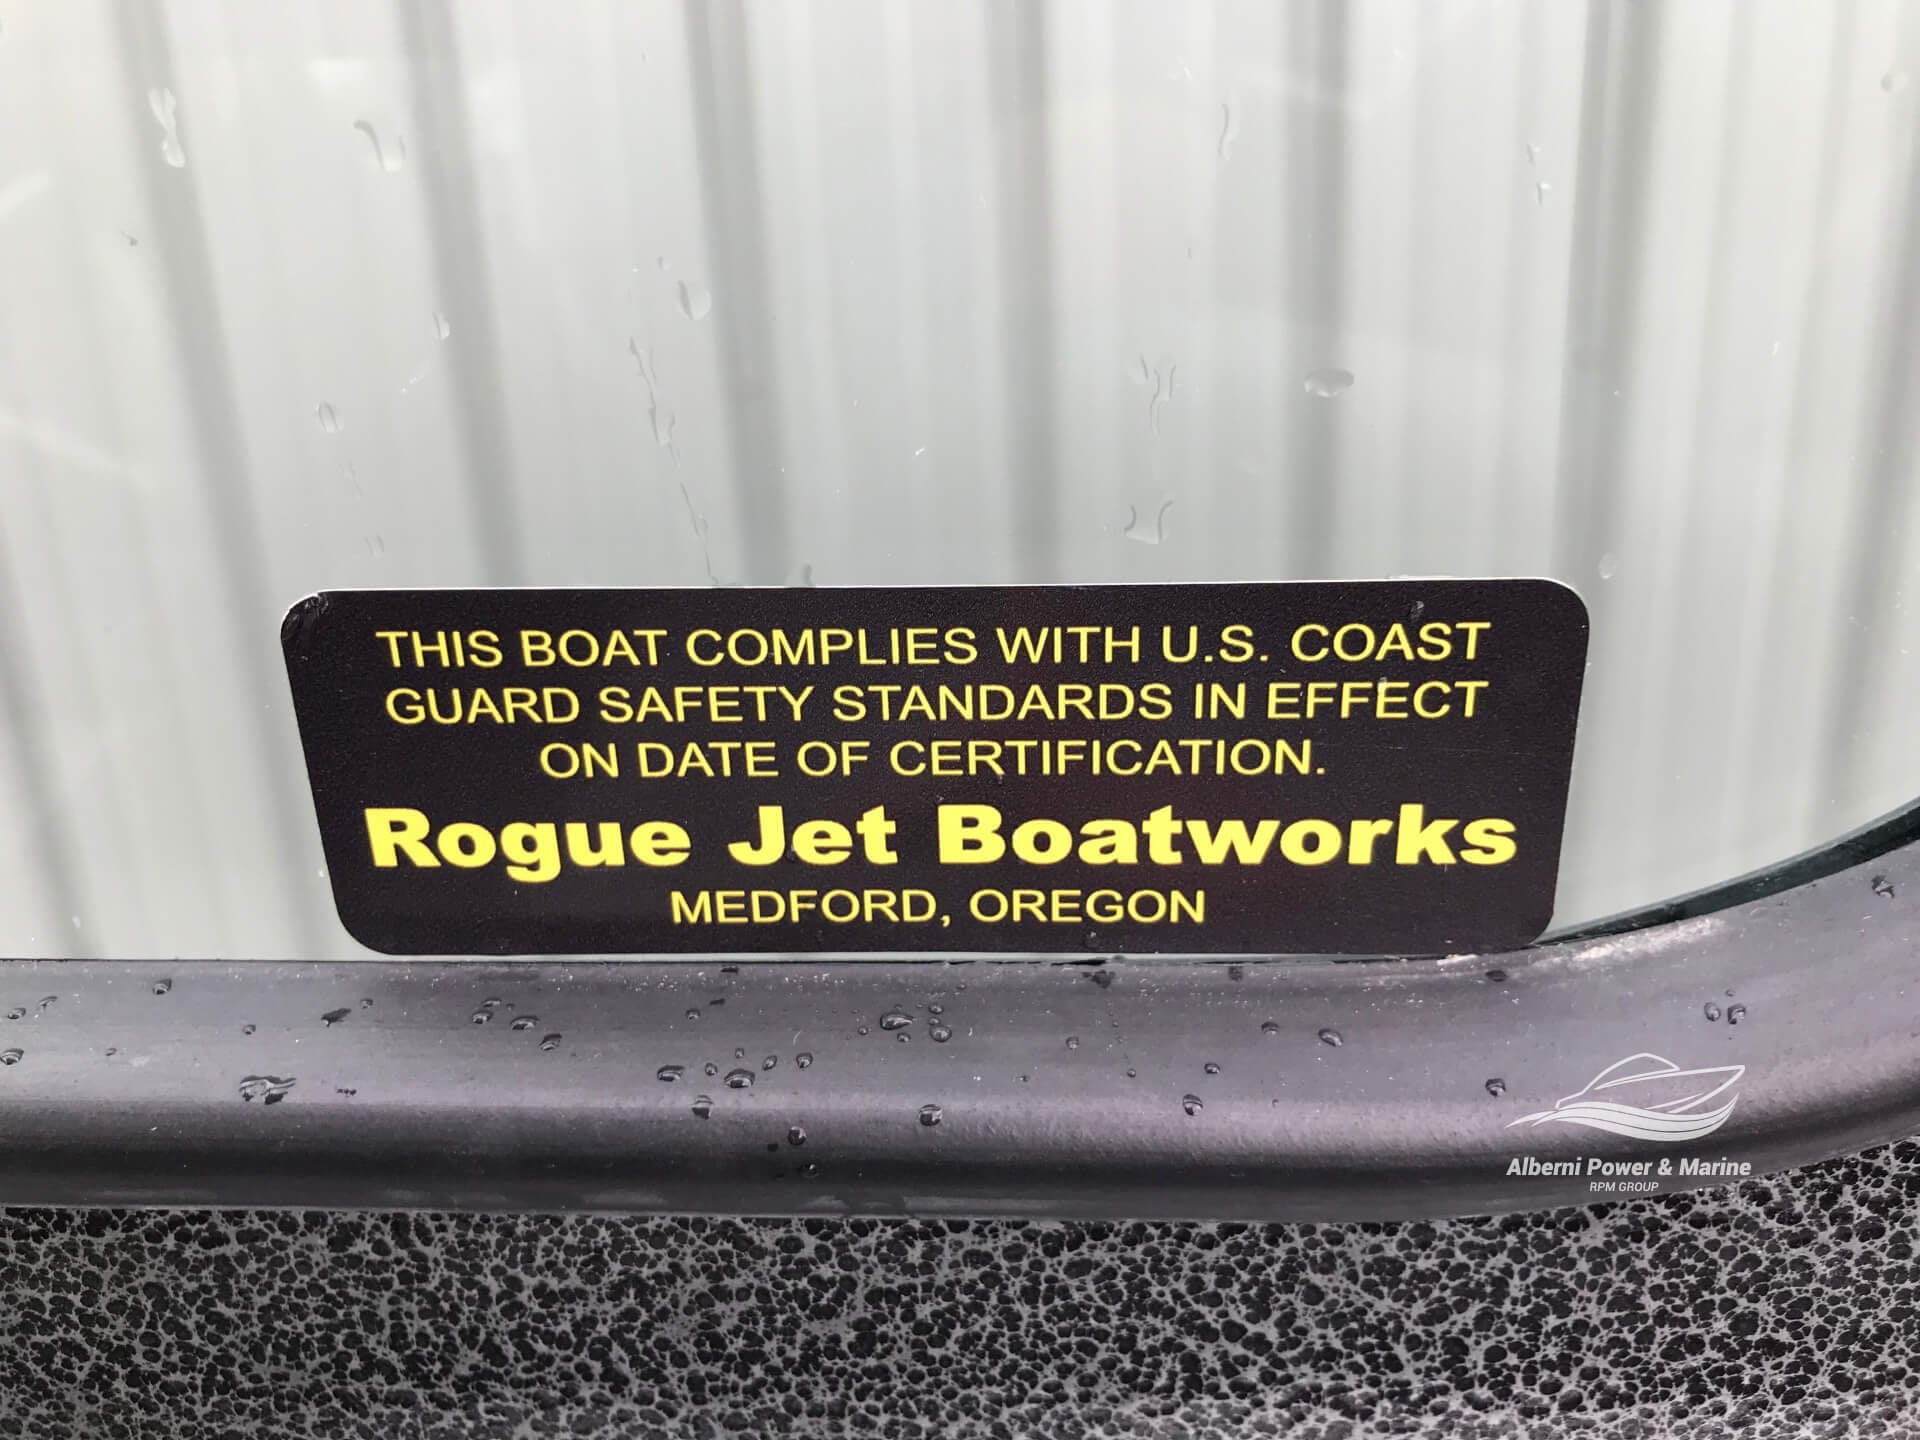 THIS BOAT COMPLIES WITH U.S. COAST
GUARD SAFETY STANDARDS IN EFFECT
ON DATE OF CERTIFICATION.
Rogue Jet Boatworks
MEDFORD, OREGON
Alberni Power & Marine
RPM GROUP